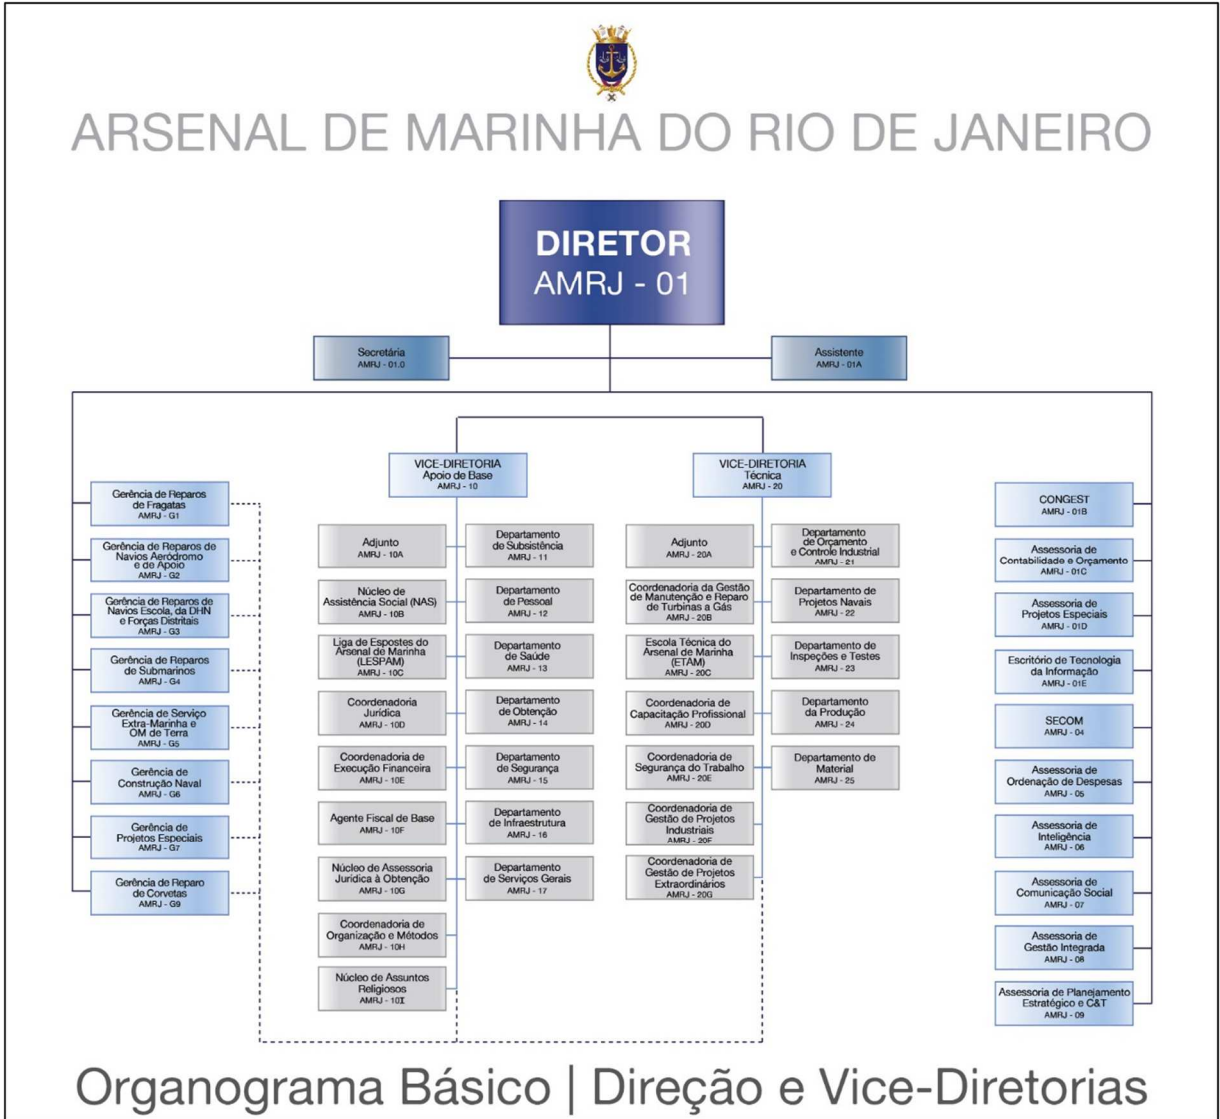 ARSENAL DE MARINHA DO RIO DE JANEIRO
DIRETOR
AMRJ - 01
Secretária
AMRJ - 01.0
Assistente
AMRJ - 01A
VICE-DIRETORIA
Apoio de Base
AMRJ - 10
VICE-DIRETORIA
Técnica
AMRJ - 20
Gerência de Reparos
de Fragatas
AMRJ - G1
Gerência de Reparos de
Navios Aeródromo
e de Apoio
AMRJ - G2
Gerência de Reparos de
Navios Escola, da DHN
e Forças Distritais
AMRJ - G3
Gerência de Reparos
de Submarinos
AMRJ - G4
Gerência de Serviço
Extra-Marinha e
OM de Terra
AMRJ - G5
Gerência de
Construção Naval
AMRJ - G6
Gerência de
Projetos Especiais
AMRJ - G7
Gerência de Reparo
de Corvetas
AMRJ - G9
Adjunto
AMRJ - 10A
Núcleo de
Assistência Social (NAS)
AMRJ - 10B
Liga de Espostes do
Arsenal de Marinha
(LESPAM)
AMRJ - 10C
Coordenadoria
Jurídica
AMRJ - 10D
Coordenadoria de
Execução Financeira
AMRJ - 10E
Agente Fiscal de Base
AMRJ - 10F
Núcleo de Assessoria
Jurídica à Obtenção
AMRJ - 10G
Coordenadoria de
Organização e Métodos
AMRJ - 10H
Núcleo de Assuntos
Religiosos
AMRJ - 10I
Departamento
de Subsistência
AMRJ - 11
Departamento
de Pessoal
AMRJ - 12
Departamento
de Saúde
AMRJ - 13
Departamento
de Obtenção
AMRJ - 14
Departamento
de Segurança
AMRJ - 15
Departamento
de Infraestrutura
AMRJ - 16
Departamento
de Serviços Gerais
AMRJ - 17
Adjunto
AMRJ - 20A
Coordenadoria da Gestão
de Manutenção e Reparo
de Turbinas a Gás
AMRJ - 20B
Escola Técnica do
Arsenal de Marinha
(ETAM)
AMRJ - 20C
Coordenadoria de
Capacitação Profissional
AMRJ - 20D
Coordenadoria de
Segurança do Trabalho
AMRJ - 20E
Coordenadoria de
Gestão de Projetos
Industriais
AMRJ - 20F
Coordenadoria de
Gestão de Projetos
Extraordinários
AMRJ - 20G
Departamento
de Orçamento
e Controle Industrial
AMRJ - 21
Departamento de
Projetos Navais
AMRJ - 22
Departamento de
Inspeções e Testes
AMRJ - 23
Departamento
da Produção
AMRJ - 24
Departamento de
Material
AMRJ - 25
CONGEST
AMRJ - 01B
Assessoria de
Contabilidade e Orçamento
AMRJ - 01C
Assessoria de
Projetos Especiais
AMRJ - 01D
Escritório de Tecnologia
da Informação
AMRJ - 01E
SECOM
AMRJ - 04
Assessoria de
Ordenação de Despesas
AMRJ - 05
Assessoria de
Inteligência
AMRJ - 06
Assessoria de
Comunicação Social
AMRJ - 07
Assessoria de
Gestão Integrada
AMRJ - 08
Assessoria de Planejamento
Estratégico e C&T
AMRJ - 09
Organograma Básico | Direção e Vice-Diretorias